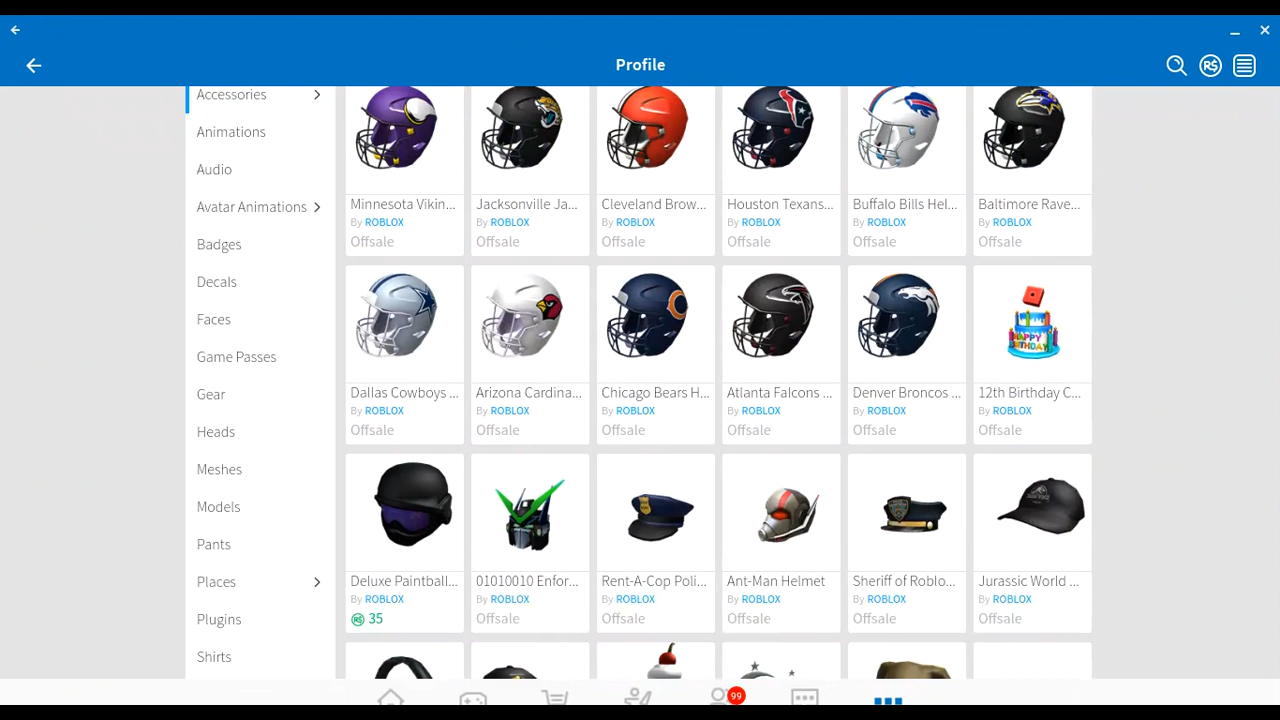 Profile
Accessories
Animations
Audio
Avatar Animations
Badges
Decals
Faces
Game Passes
Gear
Heads
Meshes
Models
Pants
Places
Plugins
Shirts
Minnesota Vikin... Jacksonville Ja... Cleveland Brow... Houston Texans... Buffalo Bills Hel... Baltimore Rave...
By ROBLOX By ROBLOX By ROBLOX By ROBLOX By ROBLOX By ROBLOX
Offsale Offsale Offsale Offsale Offsale Offsale
HAPPY
BIRTHDAY
Dallas Cowboys ... Arizona Cardina... Chicago Bears H... Atlanta Falcons ... Denver Broncos ... 12th Birthday C...
By ROBLOX By ROBLOX By ROBLOX By ROBLOX By ROBLOX By ROBLOX
Offsale Offsale Offsale Offsale Offsale Offsale
Deluxe Paintball... 01010010 Enfor... Rent-A-Cop Poli... Ant-Man Helmet Sheriff of Roblo... Jurassic World ...
By ROBLOX By ROBLOX By ROBLOX By ROBLOX By ROBLOX By ROBLOX
R$ 35 Offsale Offsale Offsale Offsale Offsale
99